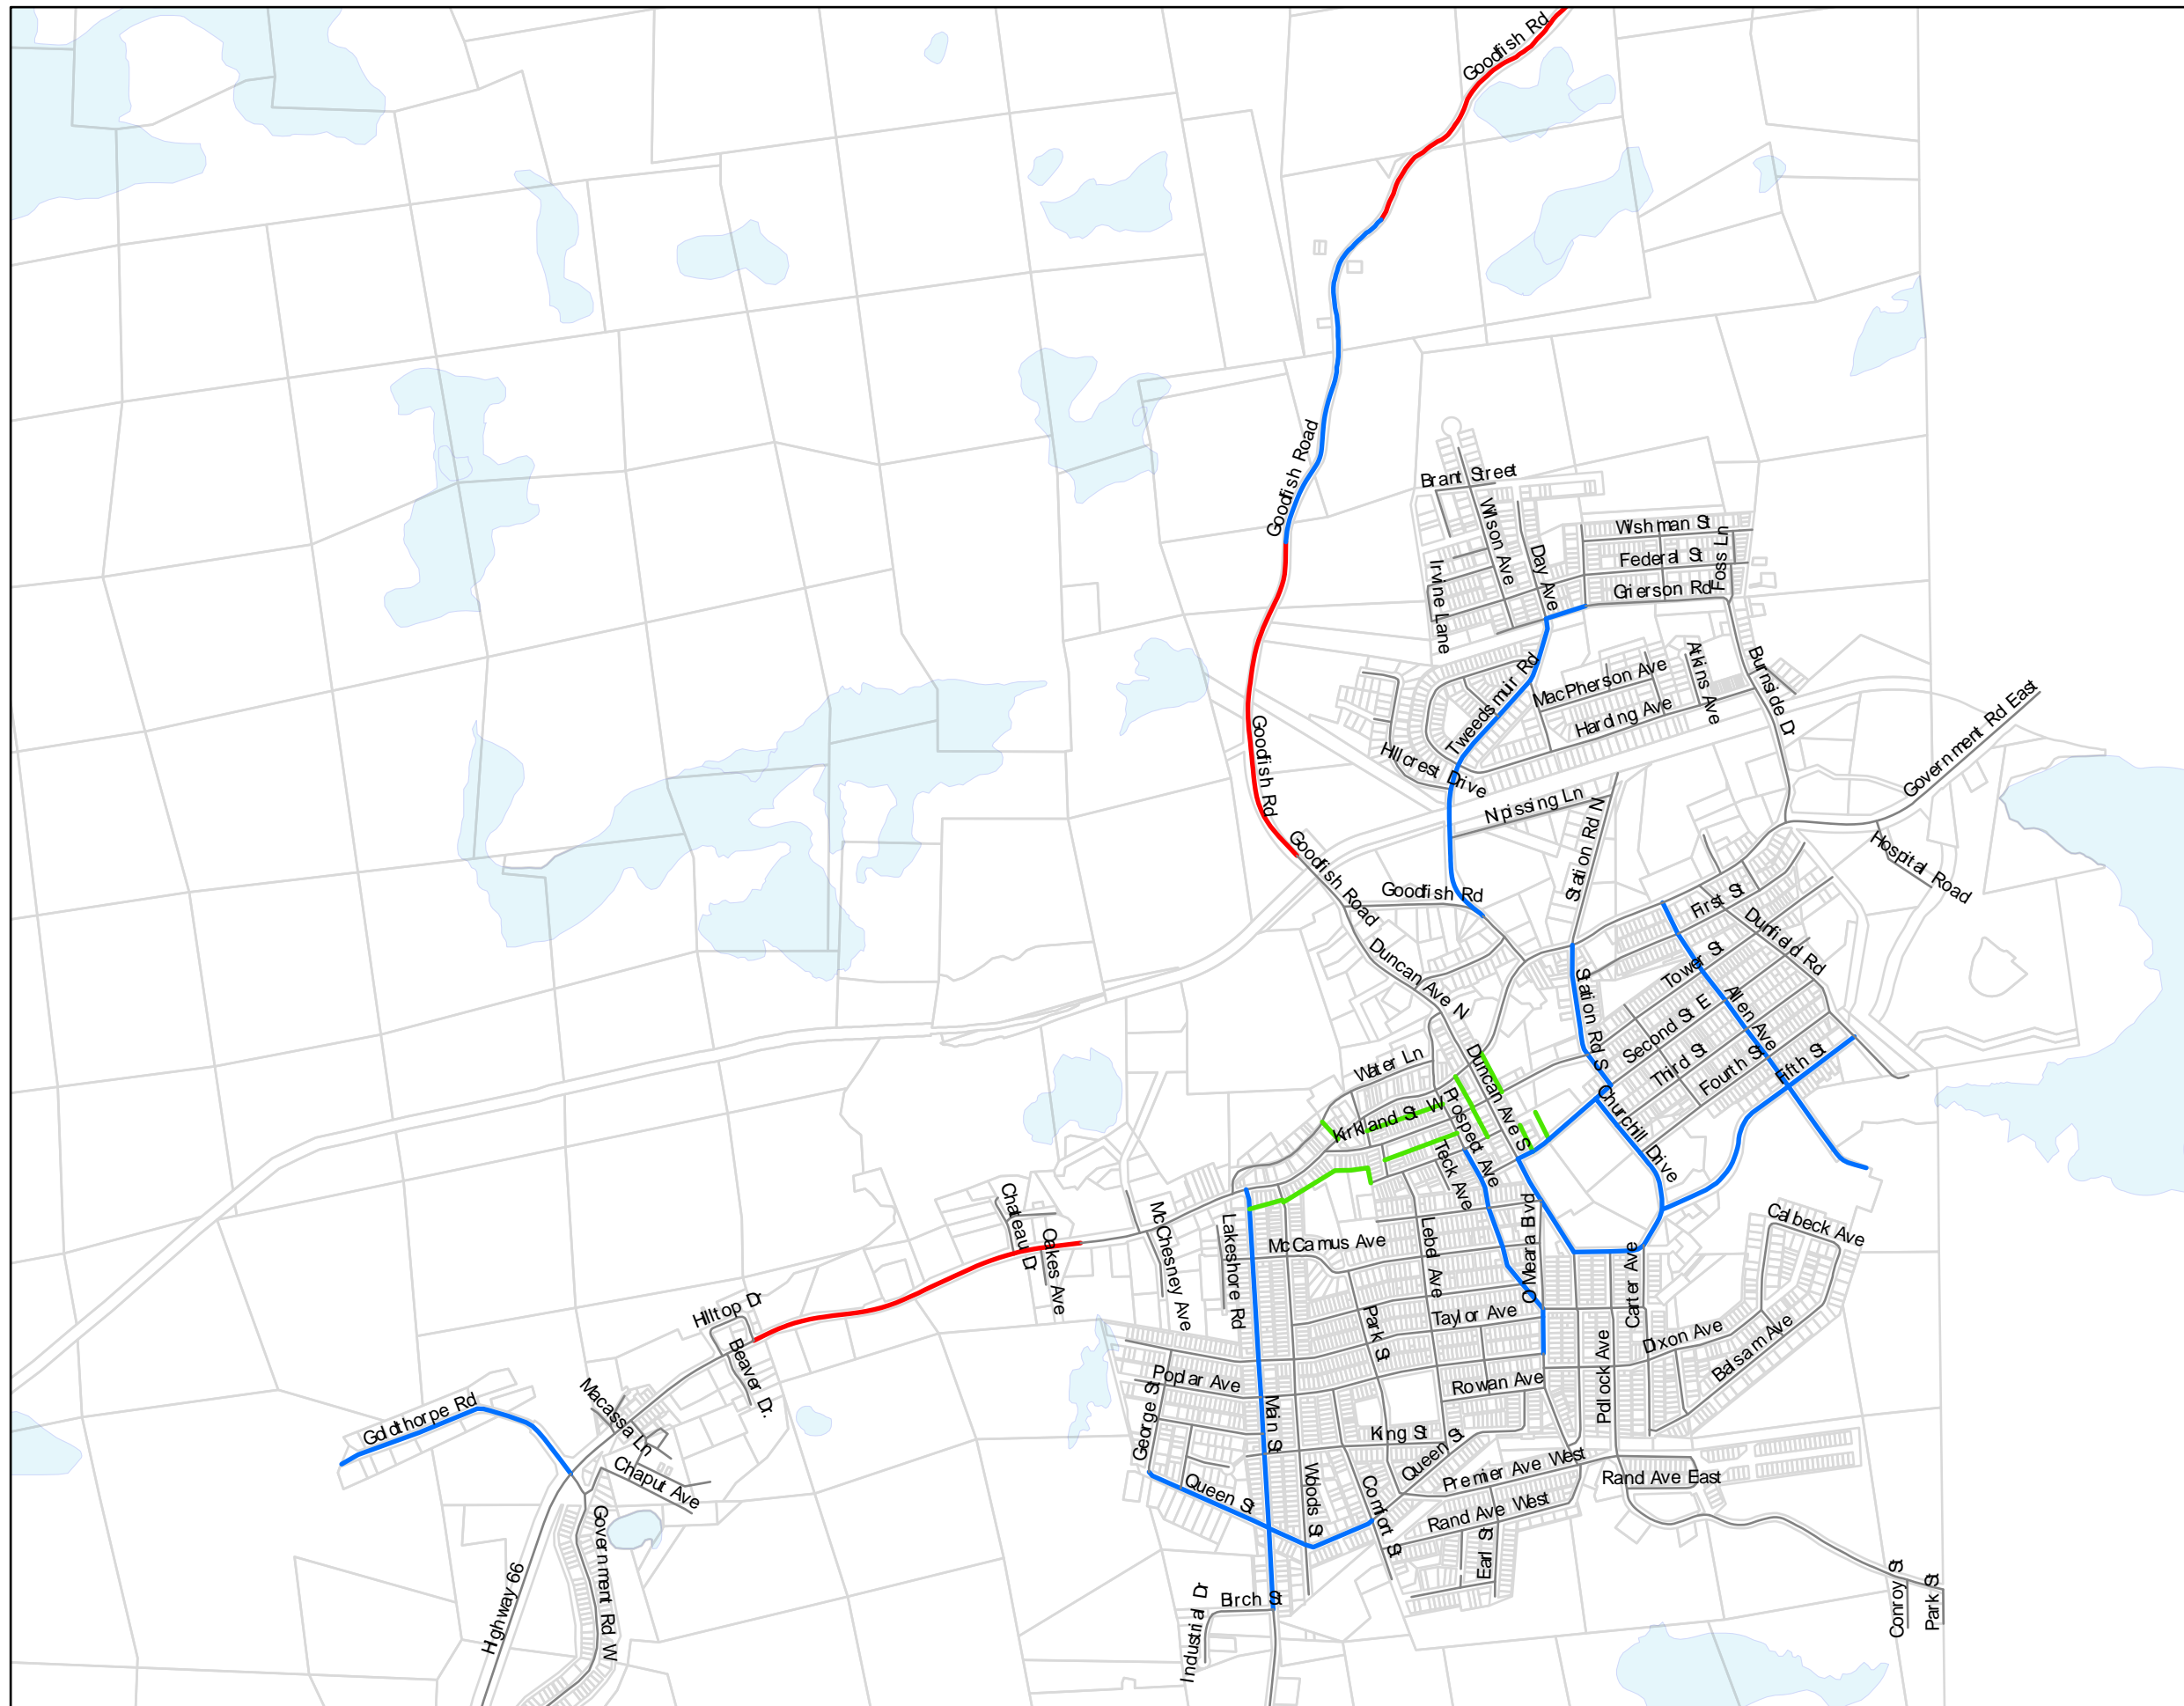 Goodfish Rd
Goodfish Road
Brant Street
Wilson Ave
Wishman St
Day Ave
Federal St
Foss Ln
Irvine Lane
Grierson Rd
Atkins Ave
Burnside Dr
MacPherson Ave
Tweedsmuir Rd
Harding Ave
Government Rd East
Goodfish Rd
Hillcrest Drive
Nipissing Ln
Station Rd N
Goodfish Road
Hospital Road
Goodfish Rd
First St
Dunfield Rd
Duncan Ave N
Tower St
Station Rd S
Allen Ave
Second St E
Water Ln
Duncan Ave S
Third St
Fourth St
Fifth St
Kirkland St W
Prospect Ave
Churchill Drive
Teck Ave
Chateau Dr
Oakes Ave
McChesney Ave
Lakeshore Rd
McCamus Ave
Lebel Ave
O Meara Blvd
Carter Ave
Calbeck Ave
Hilltop Dr
Beaver Dr.
Park St
Taylor Ave
Dixon Ave
Balsam Ave
Pollock Ave
Poplar Ave
Rowan Ave
Goldthorpe Rd
Macassa Ln
George St
Main St
King St
Queen St
Chaput Ave
Queen St
Woods St
Comfort St
Premier Ave West
Rand Ave East
Rand Ave West
Government Rd W
Highway 66
Earl St
Industrial Dr
Birch St
Conroy St
Park St